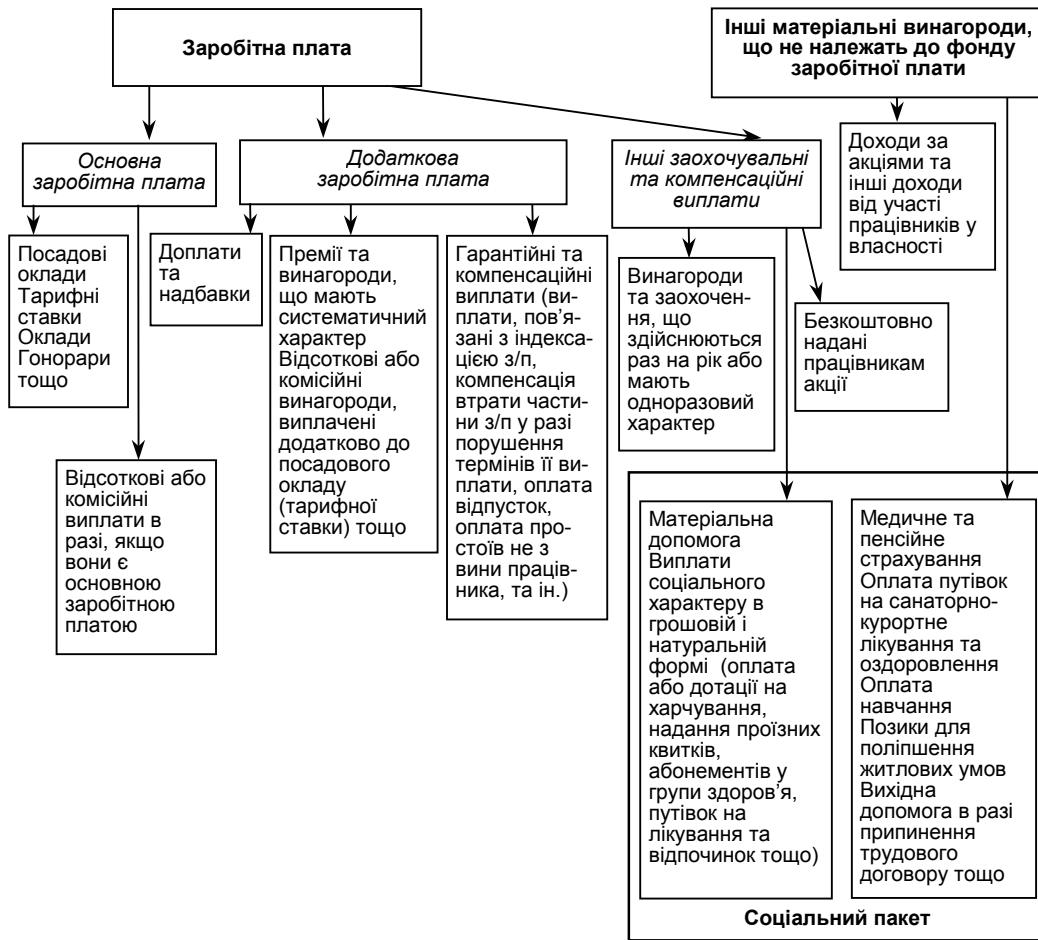 Заробітна плата
Інші матеріальні винагороди,
що не належать до фонду
заробітної плати
Основна
заробітна плата
Додаткова
заробітна плата
Інші заохочувальні
та компенсаційні
виплати
Доходи за
акціями та
інші доходи
від участі
працівників у
власності
Посадові
оклади
Тарифні
ставки
Оклади
Гонорари
тощо
Доплати
та
надбавки
Премії та
винагороди,
що мають
систематичний
характер
Відсоткові або
комісійні
винагороди,
виплачені
додатково до
посадового
окладу
(тарифної
ставки) тощо
Гарантійні та
компенсаційні
виплати (ви-
плати, пов’я-
зані з індекса-
цією з/п,
компенсація
втрати части-
ни з/п у разі
порушення
термінів її ви-
плати, оплата
відпусток,
оплата про-
стоїв не з
вини праців-
ника, та ін.)
Винагороди
та заохочен-
ня, що
здійснюються
раз на рік або
мають
одноразовий
характер
Безкоштовно
надані
працівникам
акції
Відсоткові або
комісійні
виплати в
разі, якщо
вони є
основною
заробітною
платою
Матеріальна
допомога
Виплати
соціального
характеру в
грошовій і
натуральній
формі (оплата
або дотації на
харчування,
надання проїзних
квитків,
абонементів у
групи здоров’я,
путівок на
лікування та
відпочинок тощо)
Медичне та
пенсійне
страхування
Оплата путівок
на санаторно-
курортне
лікування та
оздоровлення
Оплата
навчання
Позики для
поліпшення
житлових умов
Вихідна
допомога в разі
припинення
трудового
договору тощо
Соціальний пакет